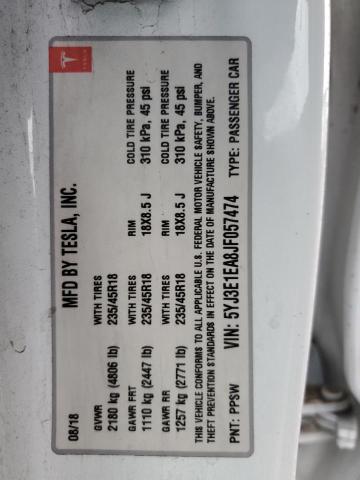 TESLA
MFD BY TESLA, INC.
08/18
GVWR WITH TIRES RIM COLD TIRE PRESSURE
2180 kg (4806 lb) 235/45R18 18X8.5 J 310 kPa, 45 psi
GAWR FRT WITH TIRES RIM COLD TIRE PRESSURE
1110 kg (2447 lb) 235/45R18 18X8.5 J 310 kPa, 45 psi
GAWR RR
1257 kg (2771 lb) 235/45R18
THIS VEHICLE CONFORMS TO ALL APPLICABLE U.S. FEDERAL MOTOR VEHICLE SAFETY, BUMPER, AND
THEFT PREVENTION STANDARDS IN EFFECT ON THE DATE OF MANUFACTURE SHOWN ABOVE.
VIN: 5YJ3E1EA8JF057474
PNT: PPSW TYPE: PASSENGER CAR